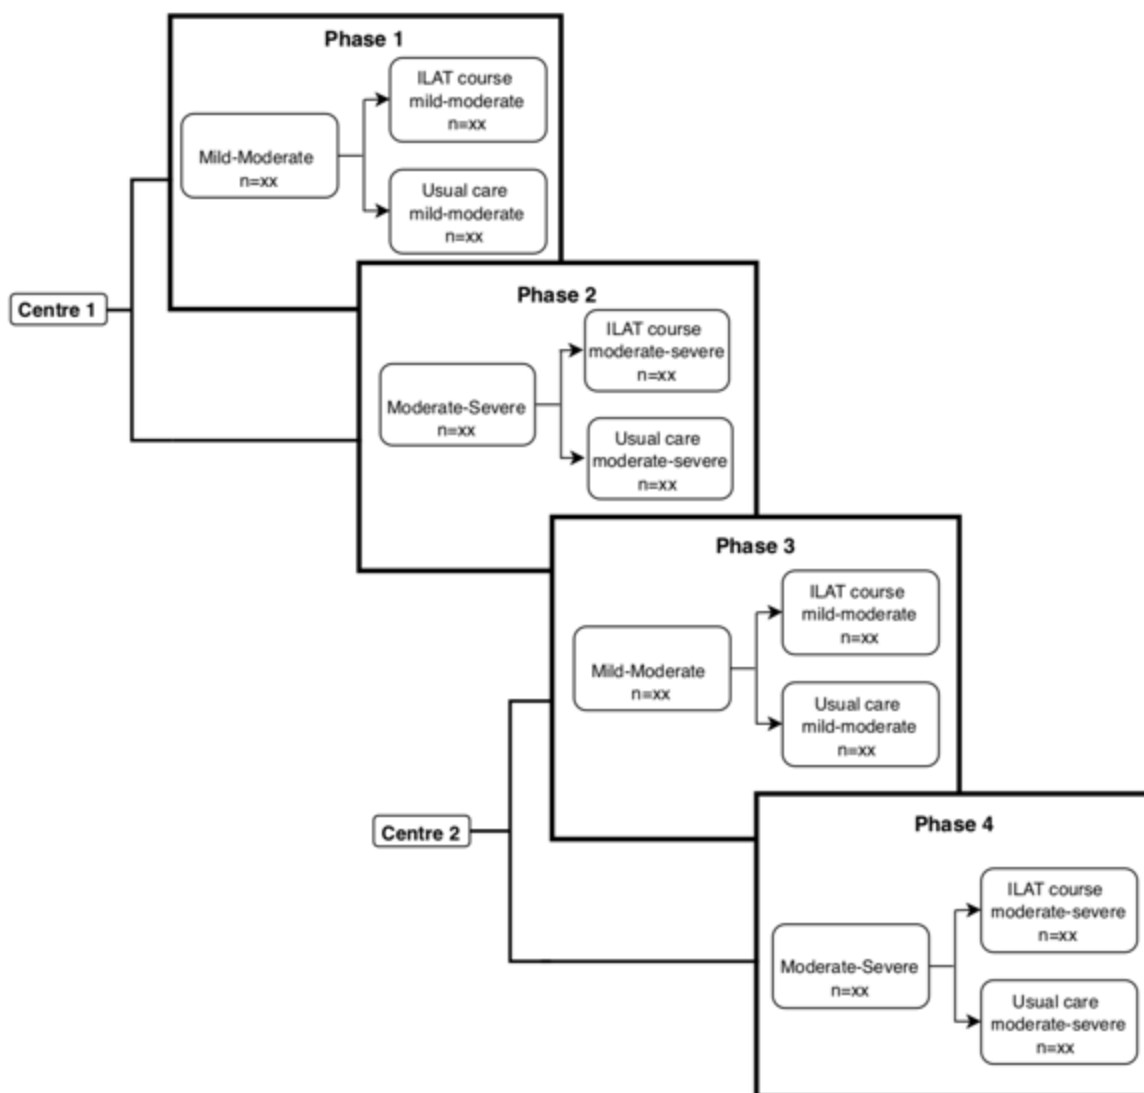 Phase 1
ILAT course
mild-moderate
n=xx
Mild-Moderate
n=xx
Usual care
mild-moderate
n=xx
Centre 1
Phase 2
ILAT course
moderate-severe
n=xx
Moderate-Severe
n=xx
Usual care
moderate-severe
n=xx
Phase 3
ILAT course
mild-moderate
n=xx
Mild-Moderate
n=xx
Usual care
mild-moderate
n=xx
Centre 2
Phase 4
ILAT course
moderate-severe
n=xx
Moderate-Severe
n=xx
Usual care
moderate-severe
n=xx